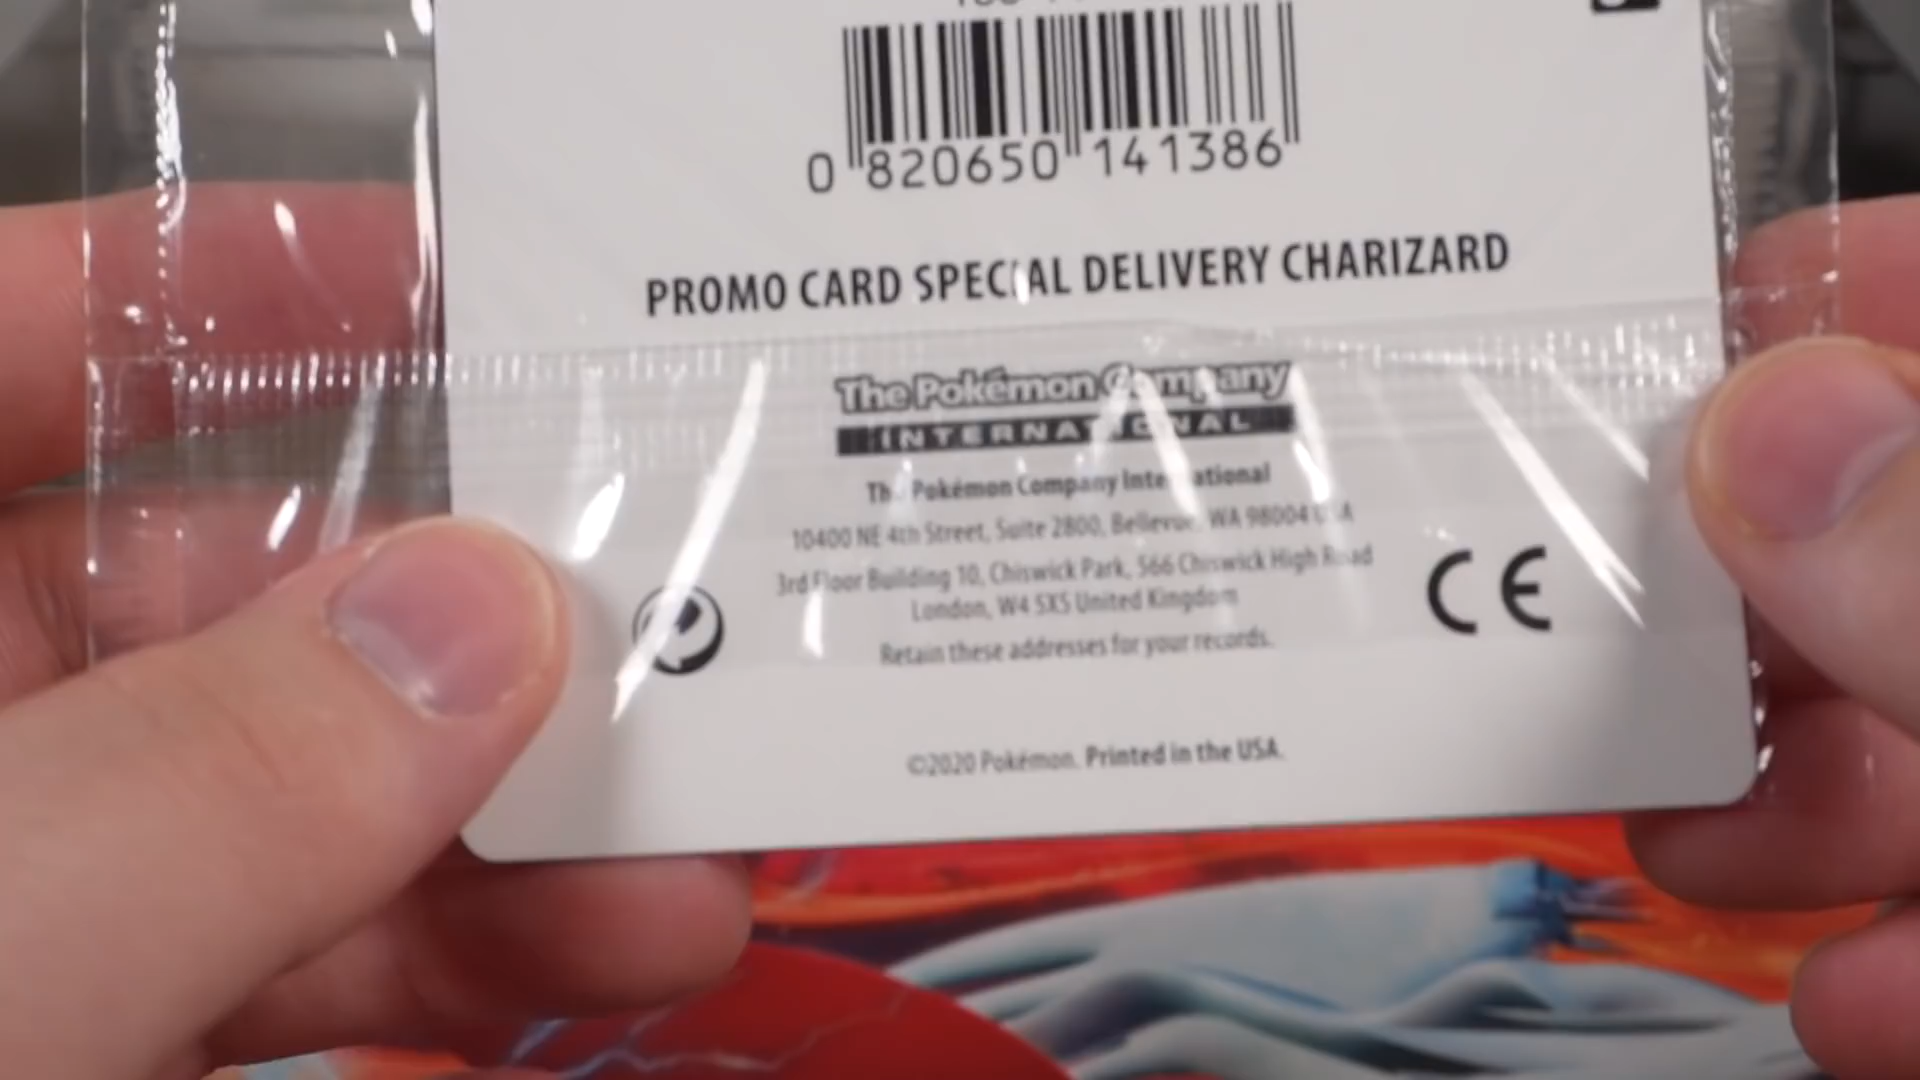 0 820650 141386
PROMO CARD SPECIAL DELIVERY CHARIZARD
The Pokémon Company
INTERNATIONAL
The Pokémon Company International
10400 NE 4th Street, Suite 2800, Bellevue, WA 98004 USA
3rd Floor Building 10, Chiswick Park, 566 Chiswick High Road
London, W4 5XS United Kingdom
Retain these addresses for your records.
CE
©2020 Pokémon. Printed in the USA.